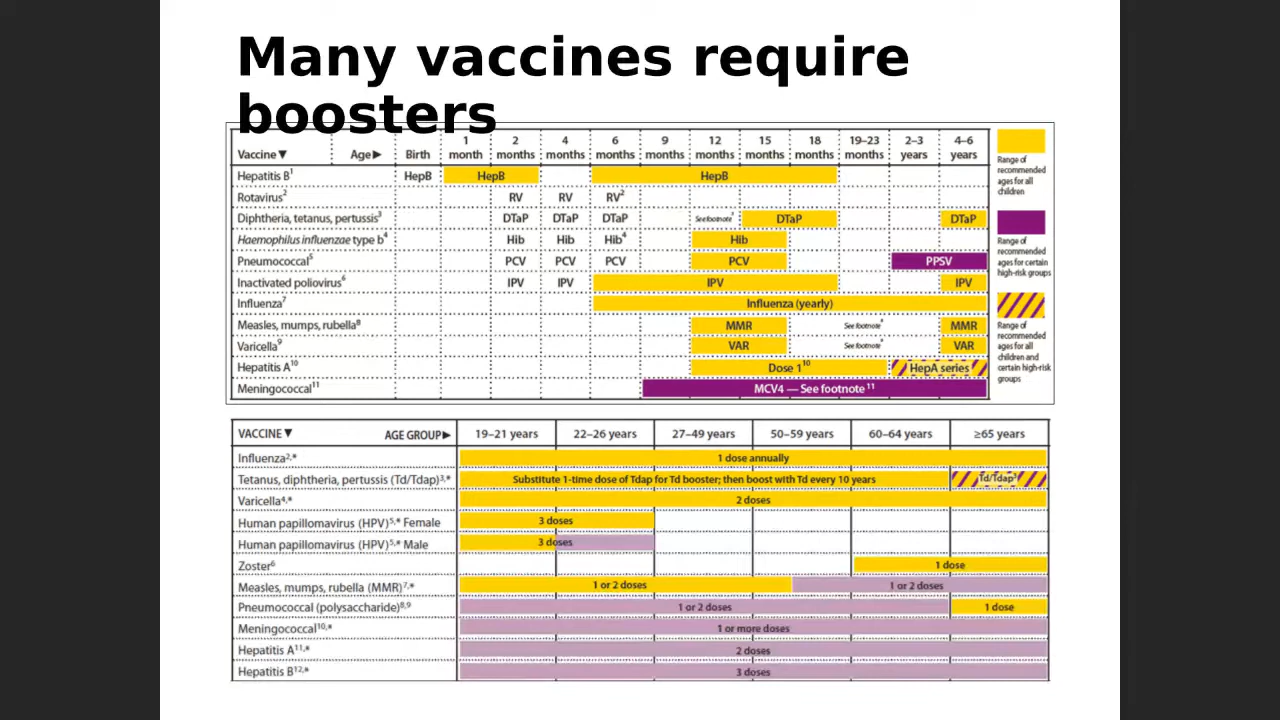 Many vaccines require
boosters
Vaccine▼ Age► Birth 1 month 2 months 4 months 6 months 9 months 12 months 15 months 18 months 19–23 months 2–3 years 4–6 years
Hepatitis B1 HepB HepB HepB
Rotavirus2 RV RV RV2
Diphtheria, tetanus, pertussis3 DTaP DTaP DTaP See footnote3 DTaP DTaP
Haemophilus influenzae type b4 Hib Hib Hib4 Hib
Pneumococcal5 PCV PCV PCV PCV PPSV
Inactivated poliovirus6 IPV IPV IPV IPV
Influenza7 Influenza (yearly)
Measles, mumps, rubella8 MMR See footnote8 MMR
Varicella9 VAR See footnote9 VAR
Hepatitis A10 Dose 110 HepA series
Meningococcal11 MCV4 — See footnote 11
Range of
recommended
ages for all
children
Range of
recommended
ages for certain
high-risk groups
Range of
recommended
ages for all
children and
certain high-risk
groups
VACCINE▼ AGE GROUP► 19–21 years 22–26 years 27–49 years 50–59 years 60–64 years ≥65 years
Influenza2,* 1 dose annually
Tetanus, diphtheria, pertussis (Td/Tdap)3,* Substitute 1-time dose of Tdap for Td booster; then boost with Td every 10 years Td/Tdap3
Varicella4,* 2 doses
Human papillomavirus (HPV)5,* Female 3 doses
Human papillomavirus (HPV)5,* Male 3 doses
Zoster6 1 dose
Measles, mumps, rubella (MMR)7,* 1 or 2 doses 1 or 2 doses
Pneumococcal (polysaccharide)8,9 1 or 2 doses 1 dose
Meningococcal10,* 1 or more doses
Hepatitis A11,* 2 doses
Hepatitis B12,* 3 doses